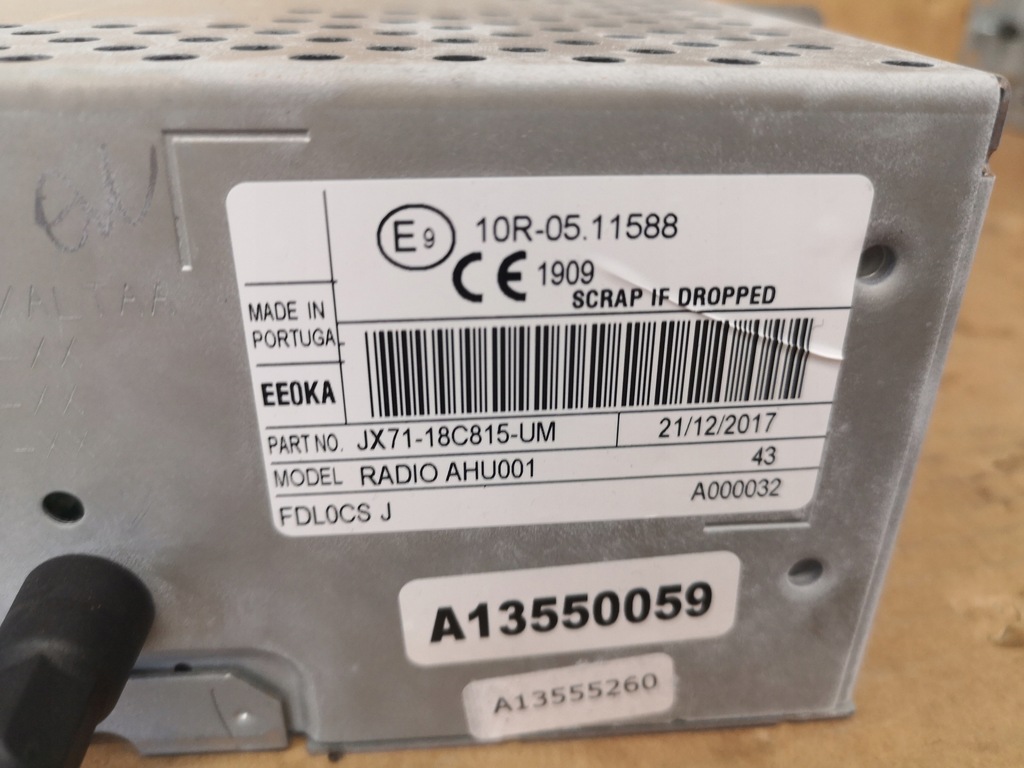 E9 10R-05.11588
CE 1909
SCRAP IF DROPPED
MADE IN
PORTUGAL
EEOKA
PART NO. JX71-18C815-UM 21/12/2017
MODEL RADIO AHU001 43
FDL0CS J A000032
A13550059
A13555260